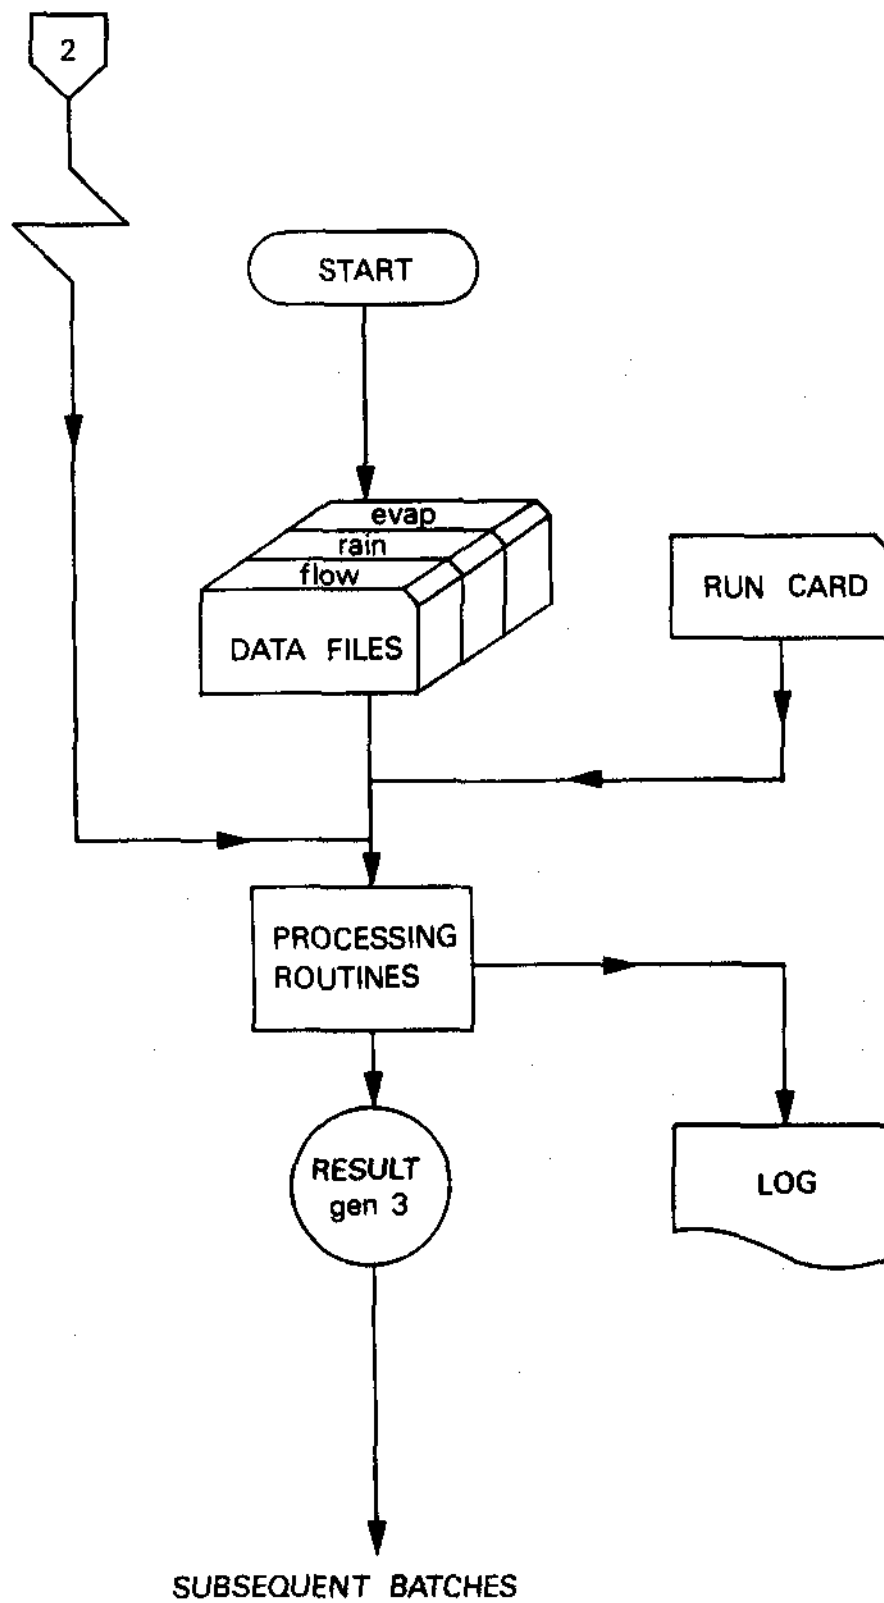 2
START
evap
rain
flow
DATA FILES
RUN CARD
PROCESSING
ROUTINES
RESULT
gen 3
LOG
SUBSEQUENT BATCHES